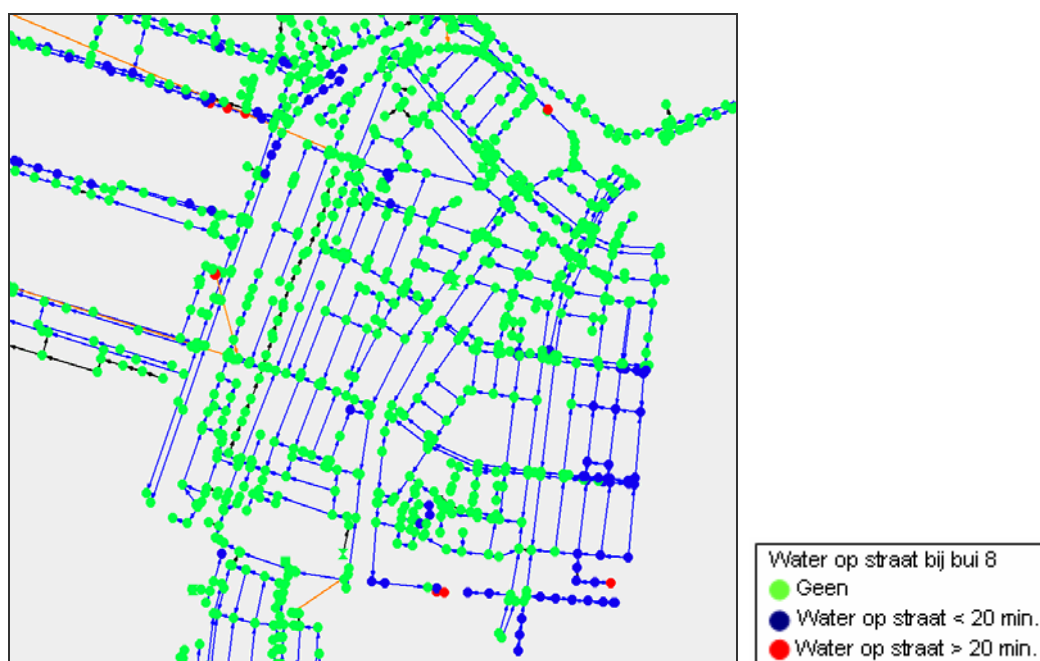 Water op straat bij bui 8
Geen
Water op straat < 20 min.
Water op straat > 20 min.